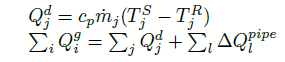 Q_j^d = c_p ṁ_j (T_j^S − T_j^R)
∑_i Q_i^g = ∑_j Q_j^d + ∑_l ΔQ_l^{pipe}